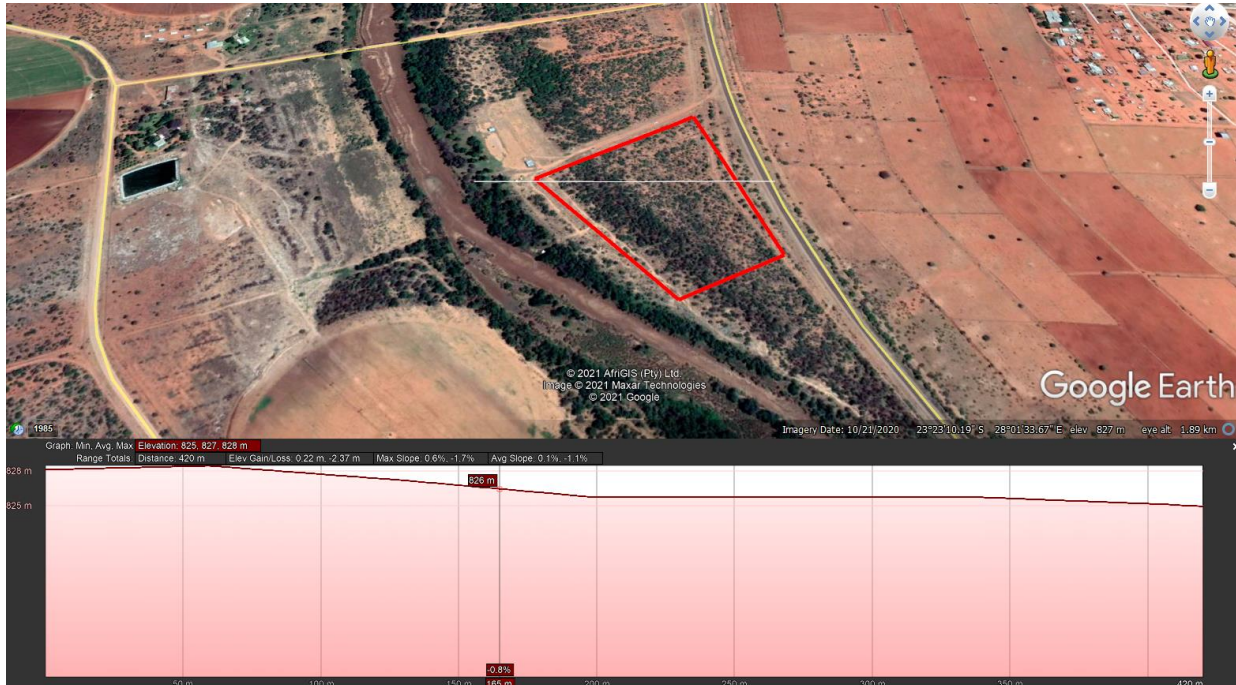 © 2021 AfriGIS (Pty) Ltd.
Image © 2021 Maxar Technologies
© 2021 Google
Google Earth
1985
Imagery Date: 10/21/2020 23°23'10.19" S 28°01'33.67" E elev 827 m eye alt 1.89 km
Graph: Min, Avg, Max Elevation: 825, 827, 828 m
Range Totals: Distance: 420 m Elev Gain/Loss: 0.22 m, -2.37 m Max Slope: 0.6%, -1.7% Avg Slope: 0.1%, -1.1%
828 m
826 m
825 m
-0.8%
50 m 100 m 150 m 165 m 200 m 250 m 300 m 350 m 420 m